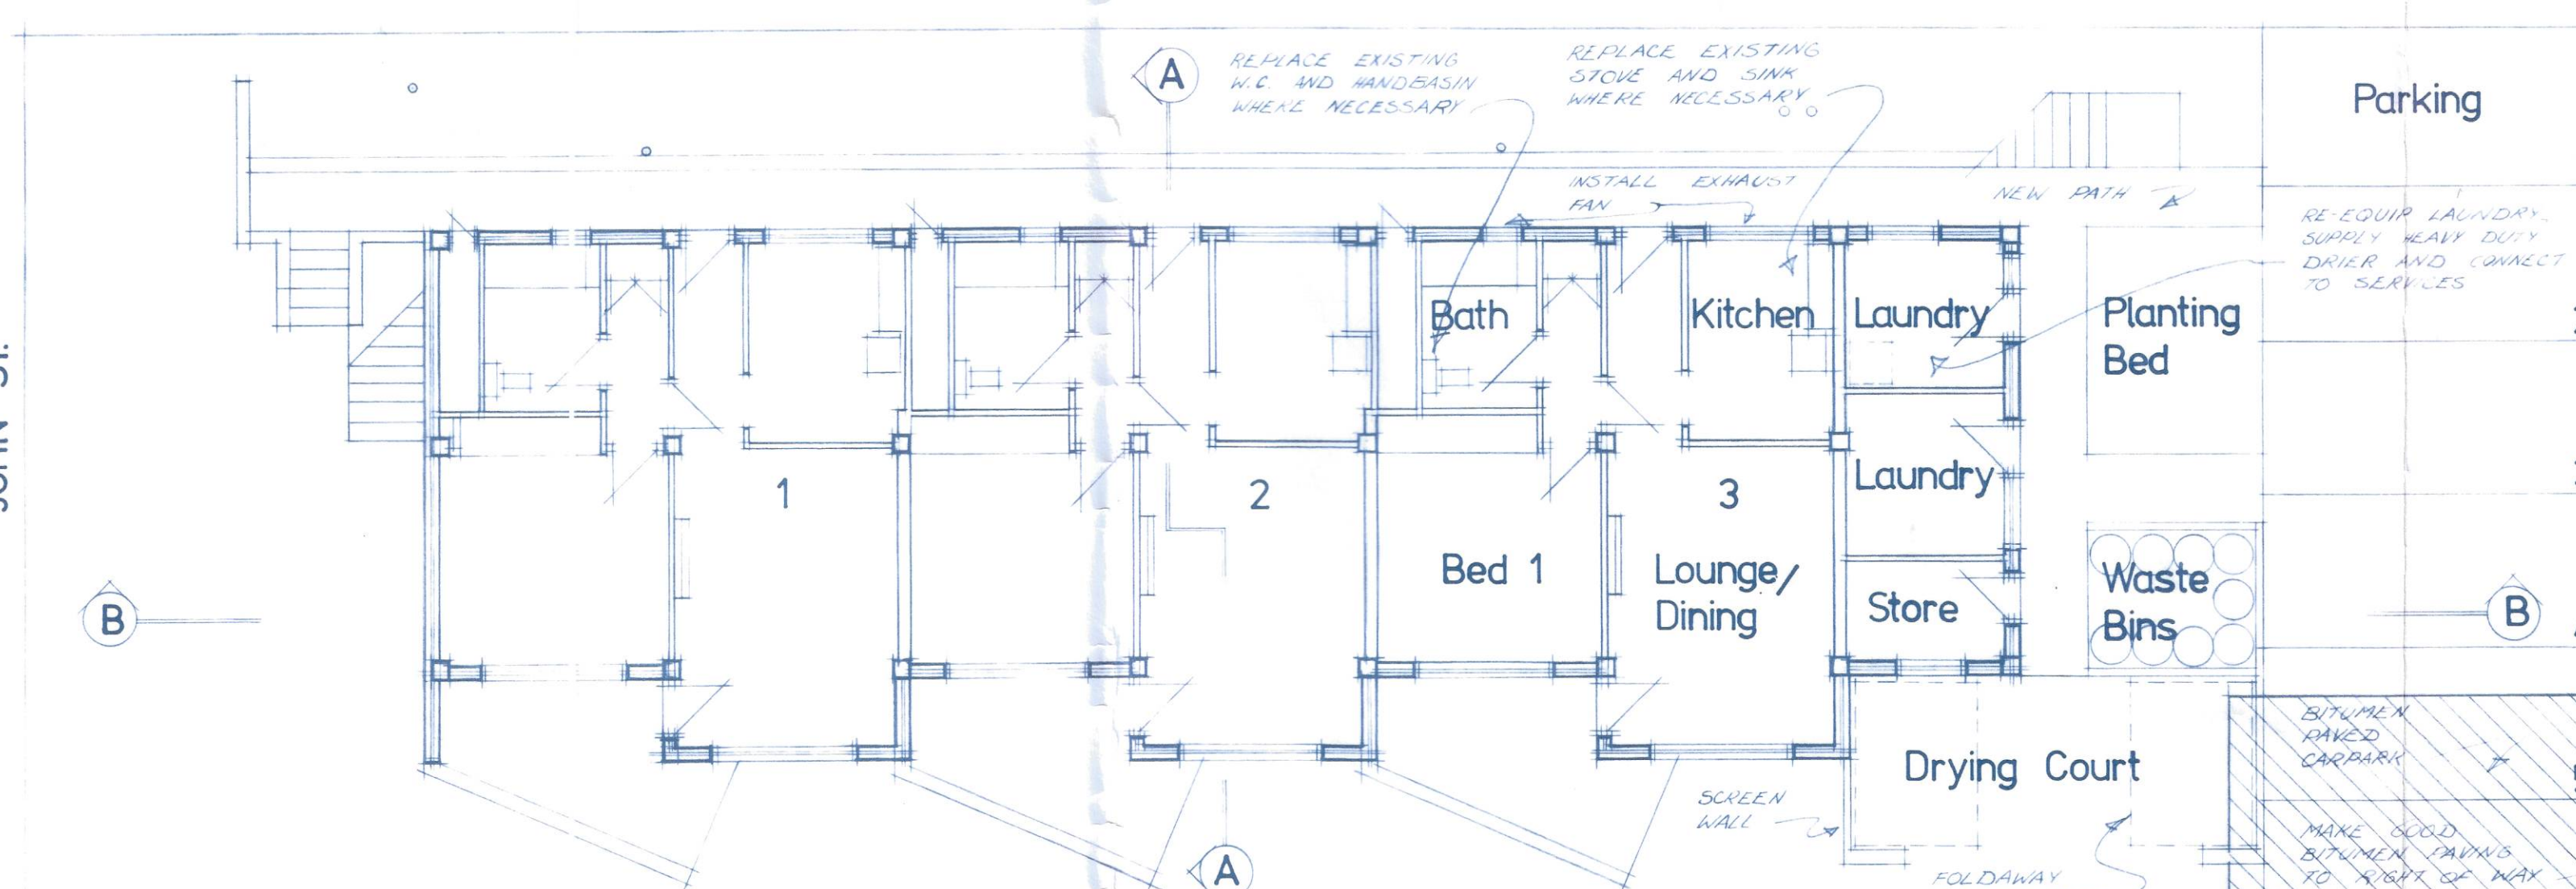 A
REPLACE EXISTING
W.C. AND HANDBASIN
WHERE NECESSARY
REPLACE EXISTING
STOVE AND SINK
WHERE NECESSARY
Parking
INSTALL EXHAUST
FAN
NEW PATH
RE-EQUIP LAUNDRY.
SUPPLY HEAVY DUTY
DRIER AND CONNECT
TO SERVICES
Bath
Kitchen
Laundry
Planting
Bed
JOHN ST.
1
2
3
Laundry
Bed 1
Lounge/
Dining
Store
Waste
Bins
B
B
BITUMEN
PAVED
CARPARK
Drying Court
SCREEN
WALL
MAKE GOOD
BITUMEN PAVING
TO RIGHT OF WAY
A
FOLDAWAY